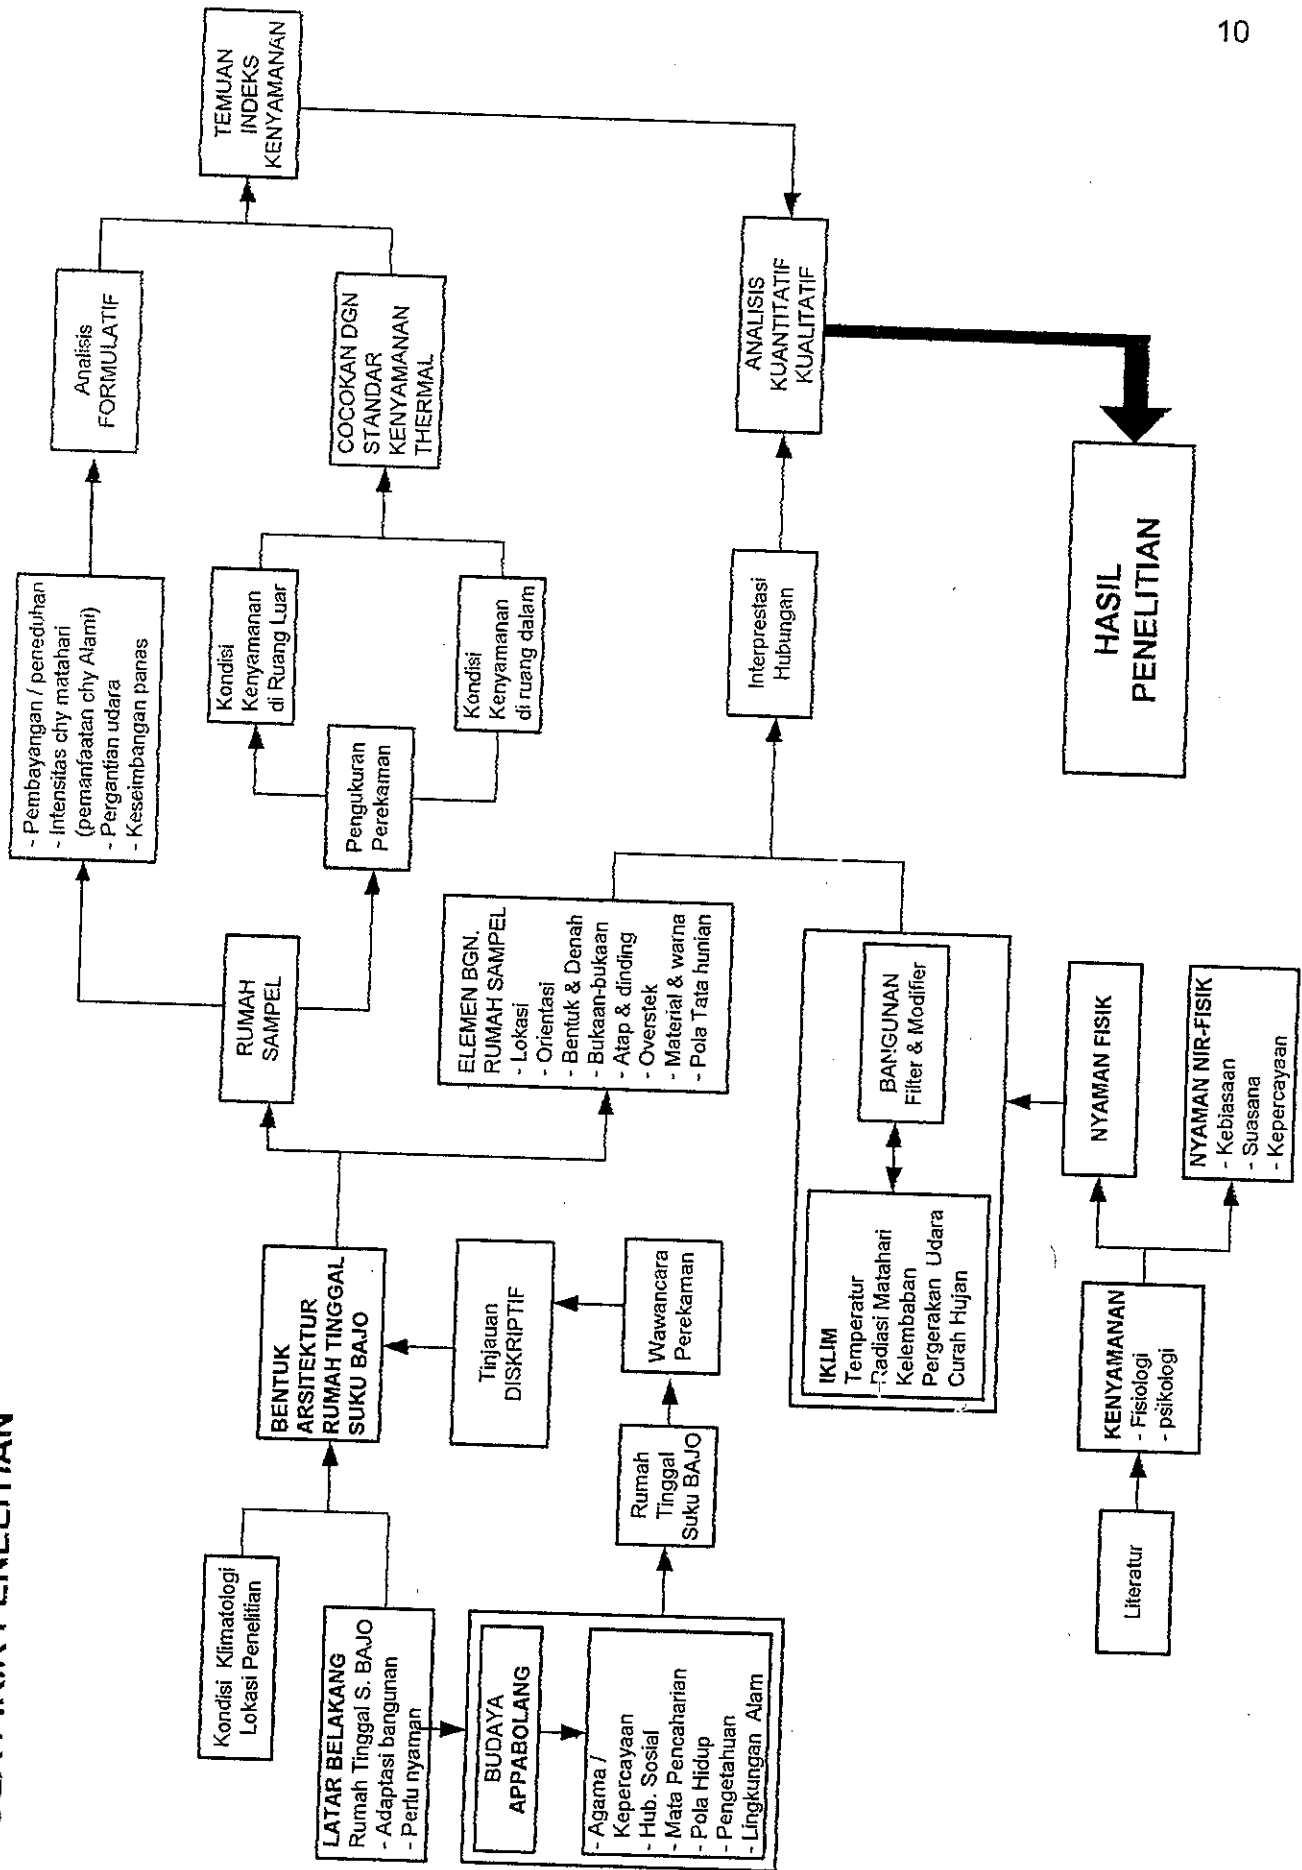 10
PENELITIAN
Kondisi Klimatologi
Lokasi Penelitian
LATAR BELAKANG
Rumah Tinggal S. BAJO
- Adaptasi bangunan
- Perlu nyaman
BUDAYA
APPABOLANG
- Agama /
Kepercayaan
- Hub. Sosial
- Mata Pencaharian
- Pola Hidup
- Pengetahuan
- Lingkungan Alam
BENTUK
ARSITEKTUR
RUMAH TINGGAL
SUKU BAJO
Tinjauan
DISKRIPTIF
Wawancara
Perekaman
Rumah
Tinggal
Suku BAJO
RUMAH
SAMPEL
- Pembayangan / peneduhan
- Intensitas chy matahari
(pemanfaatan chy Alami)
- Pergantian udara
- Keseimbangan panas
Analisis
FORMULATIF
Pengukuran
Perekaman
Kondisi
Kenyamanan
di Ruang Luar
Kondisi
Kenyamanan
di ruang dalam
COCOKAN DGN
STANDAR
KENYAMANAN
THERMAL
TEMUAN
INDEKS
KENYAMANAN
ELEMEN BGN.
RUMAH SAMPEL
- Lokasi
- Orientasi
- Bentuk & Denah
- Bukaan-bukaan
- Atap & dinding
- Overstek
- Material & warna
- Pola Tata hunian
IKLIM
Temperatur
Radiasi Matahari
Kelembaban
Pergerakan Udara
Curah Hujan
BANGUNAN
Filter & Modifier
Interprestasi
Hubungan
ANALISIS
KUANTITATIF
KUALITATIF
HASIL
PENELITIAN
Literatur
KENYAMANAN
- Fisiologi
- psikologi
NYAMAN FISIK
NYAMAN NIR-FISIK
- Kebiasaan
- Suasana
- Kepercayaan